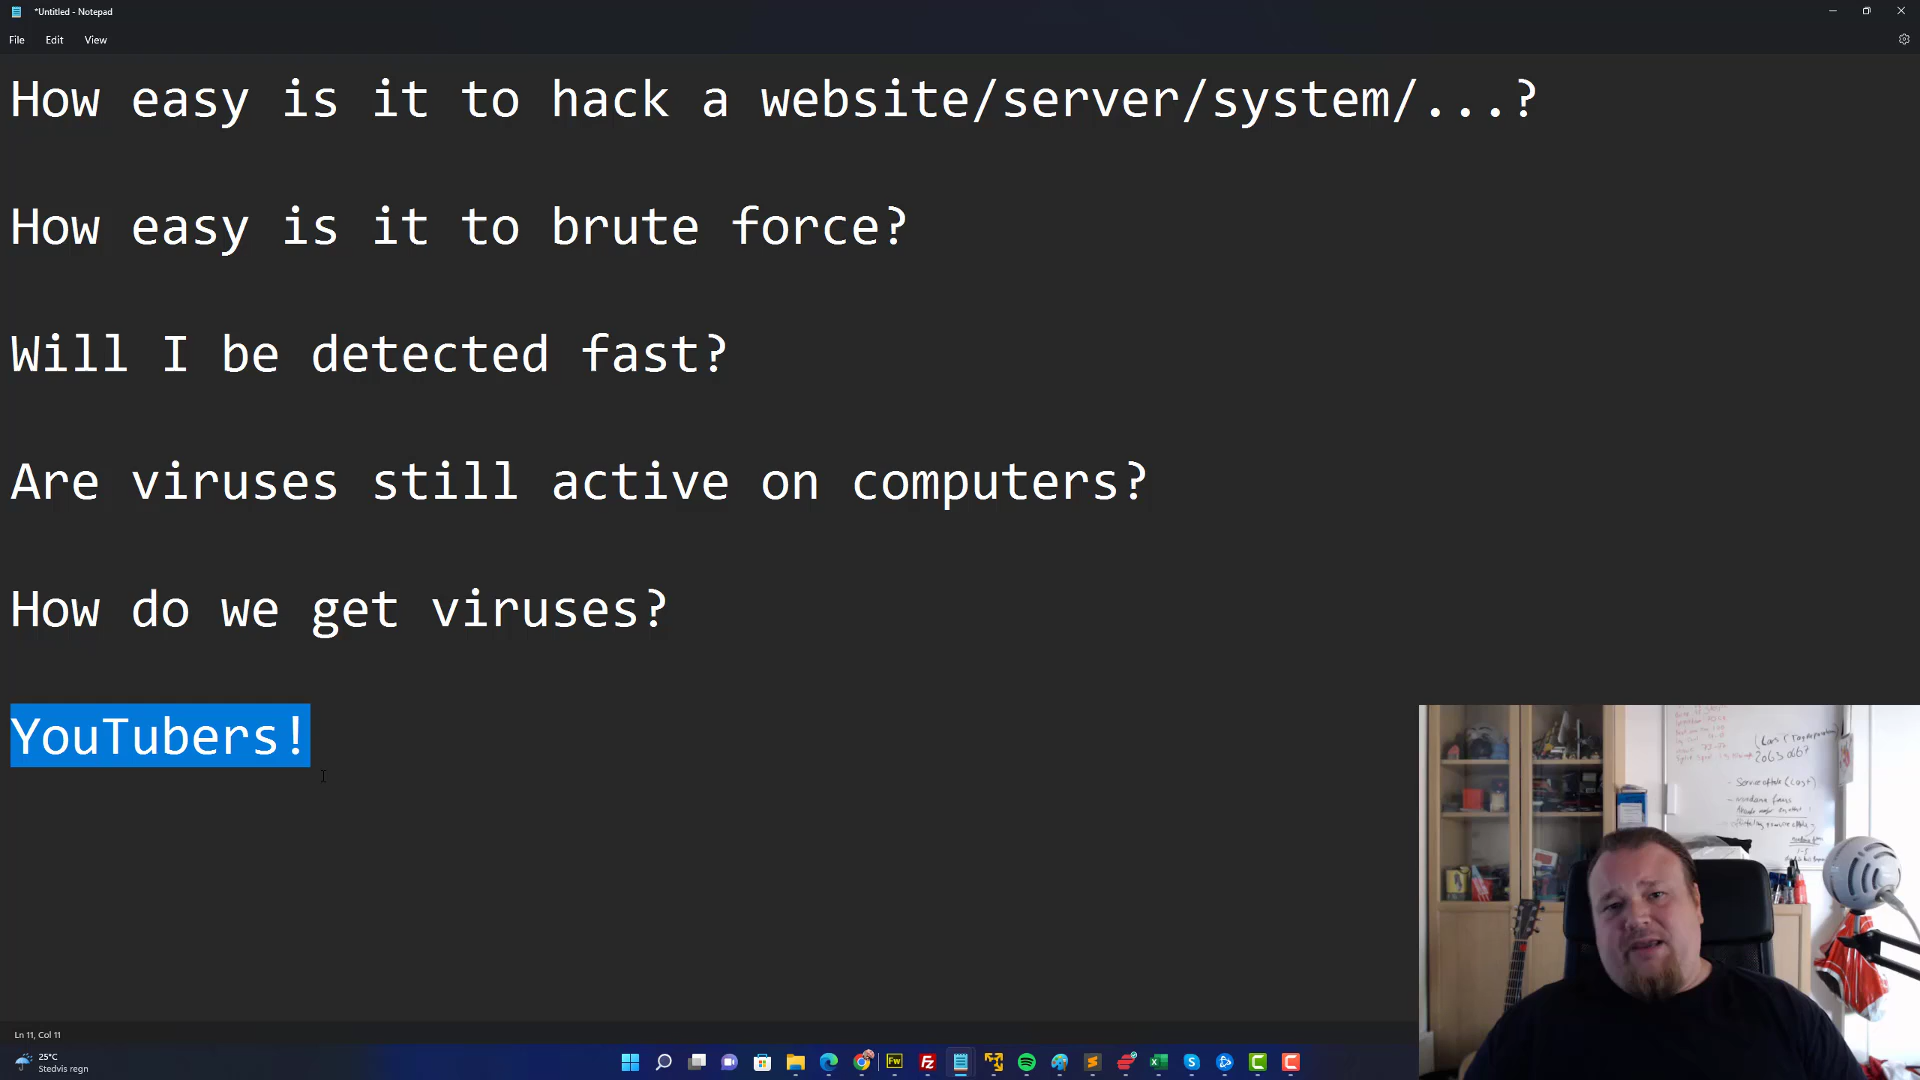 *Untitled - Notepad
File Edit View
How easy is it to hack a website/server/system/...?
How easy is it to brute force?
Will I be detected fast?
Are viruses still active on computers?
How do we get viruses?
YouTubers!
Ln 11, Col 11
25°C
Stedvis regn
Fw